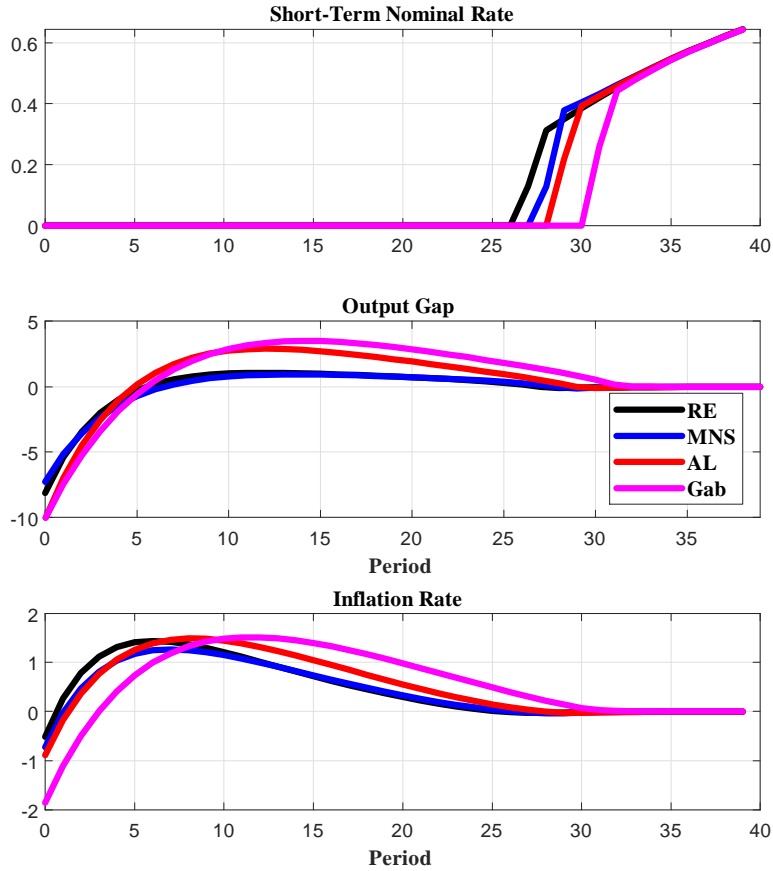 Short-Term Nominal Rate
0.6
0.4
0.2
0
0 5 10 15 20 25 30 35 40
Output Gap
5
0
-5
-10
RE
MNS
AL
Gab
0 5 10 15 20 25 30 35
Period
Inflation Rate
2
1
0
-1
-2
0 5 10 15 20 25 30 35 40
Period